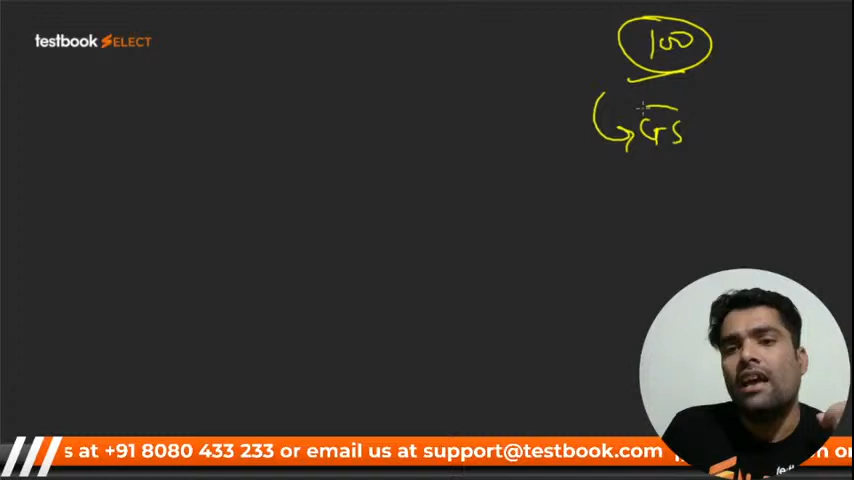 testbook SELECT
100
GS
s at +91 8080 433 233 or email us at support@testbook.com